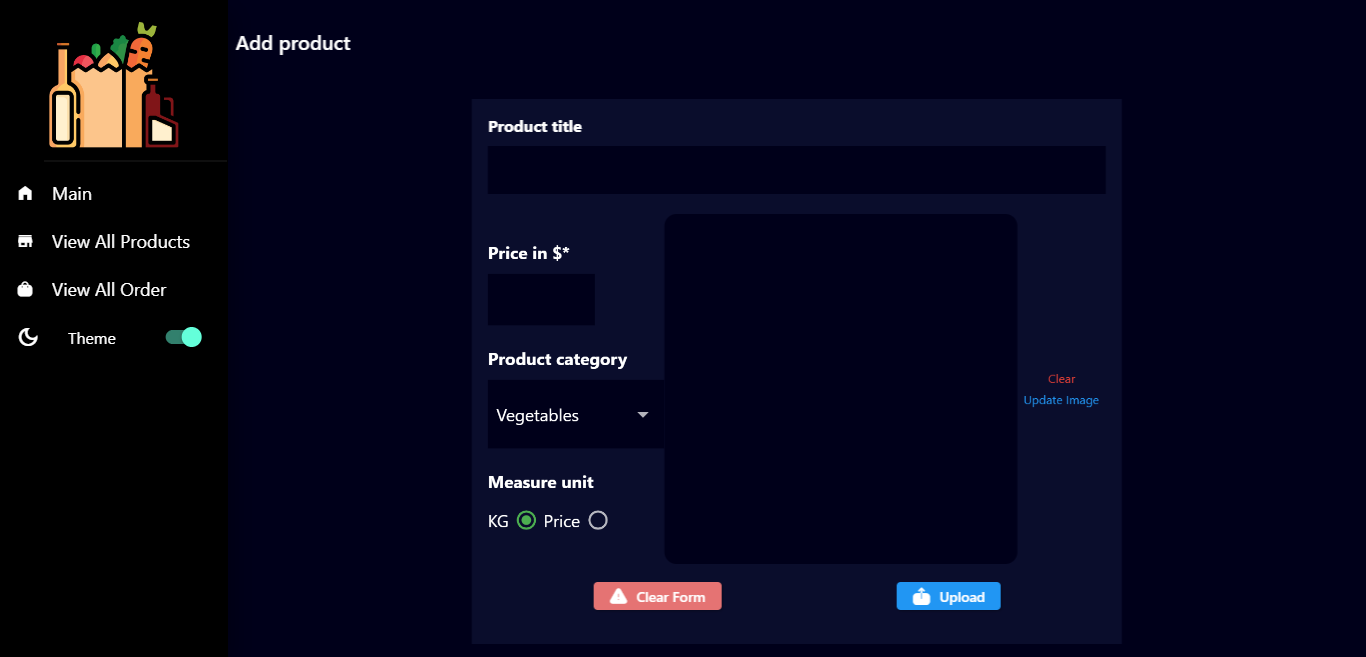 Add product
Main
View All Products
View All Order
Theme
Product title
Price in $*
Product category
Vegetables
Measure unit
KG Price
Clear
Update Image
Clear Form
Upload